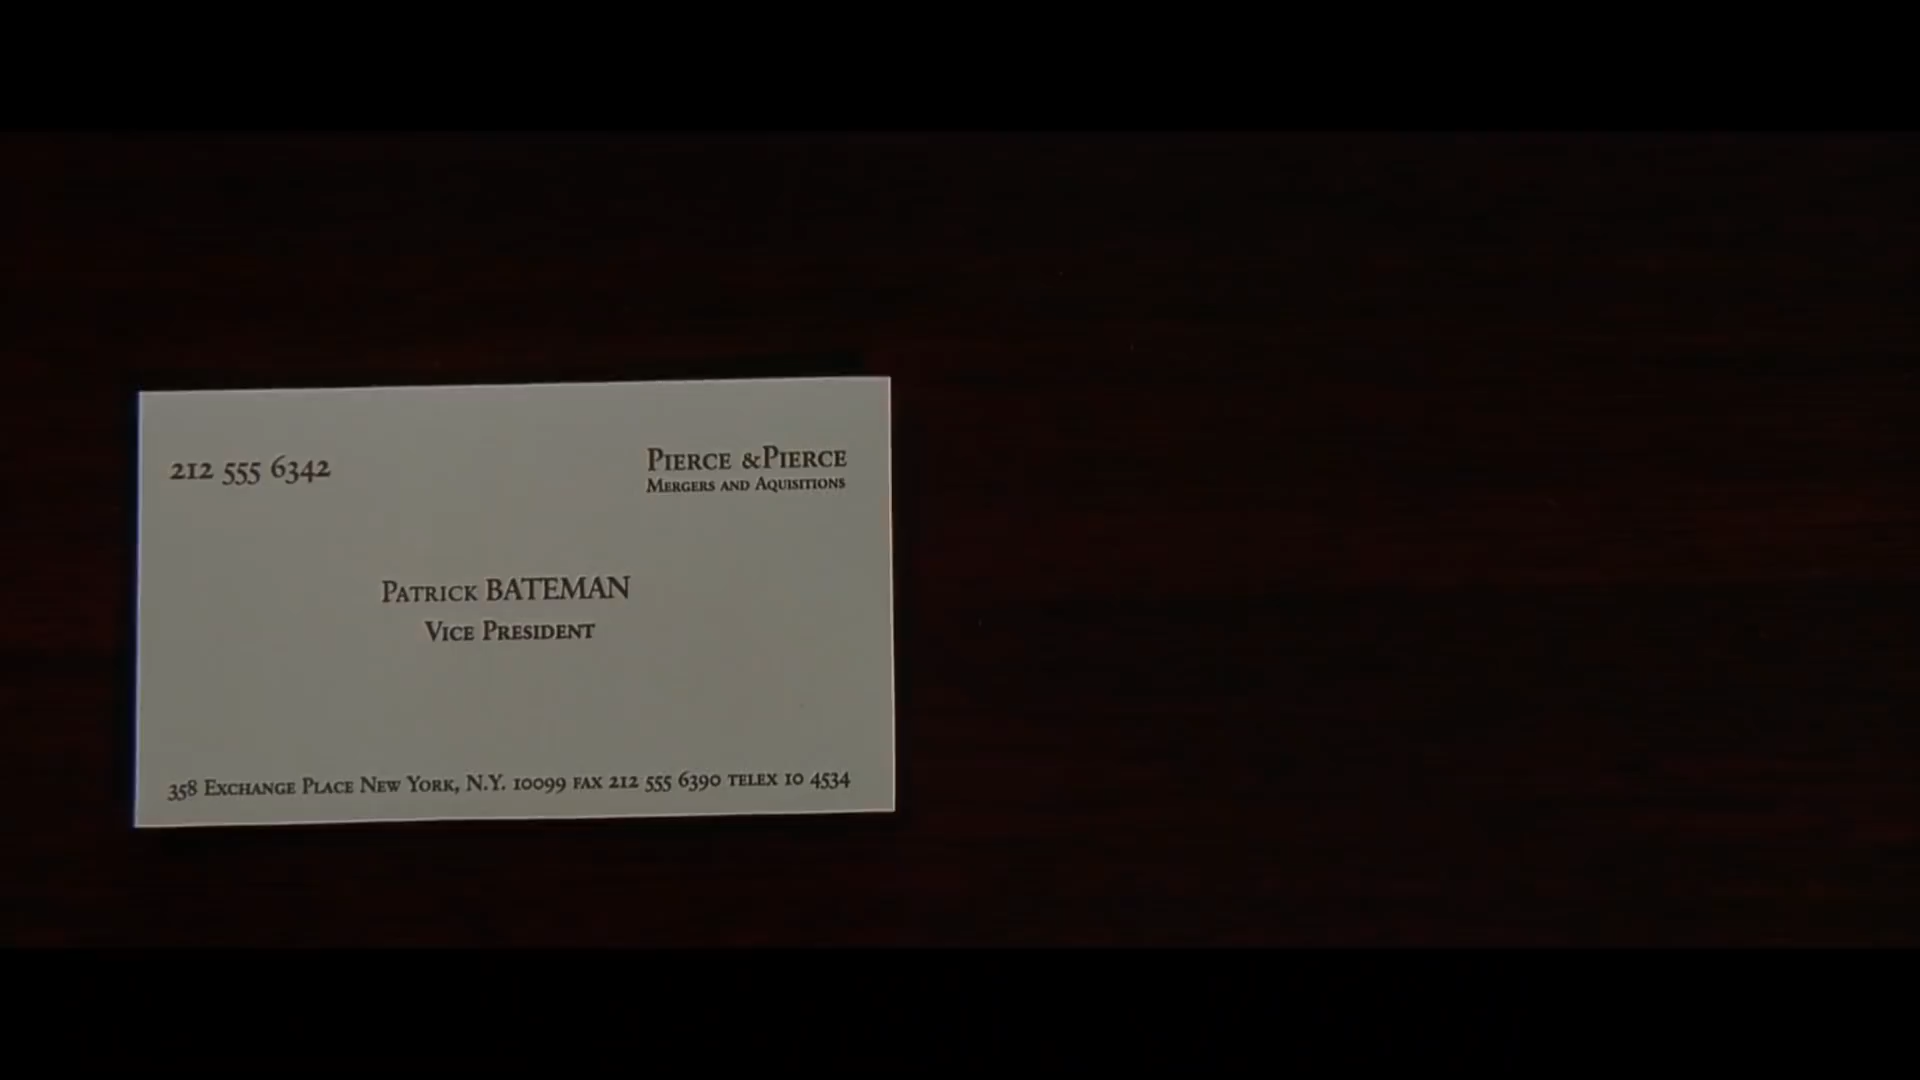 212 555 6342
Pierce &Pierce
Mergers and Aquisitions
Patrick BATEMAN
Vice President
358 Exchange Place New York, N.Y. 10099 fax 212 555 6390 telex 10 4534